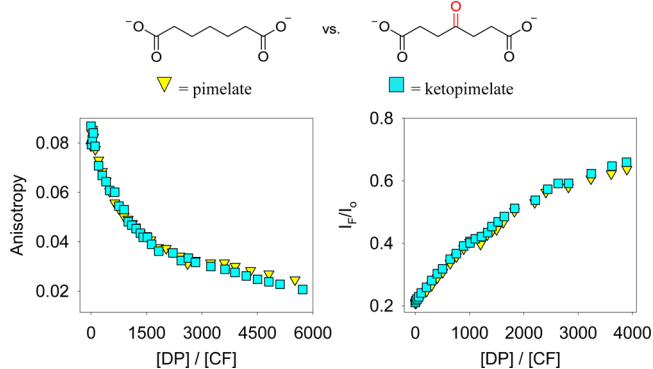 O
−O O O−
vs.
−O O O−
= pimelate
= ketopimelate
0.08
0.06
0.04
0.02
Anisotropy
0 1500 3000 4500 6000
[DP] / [CF]
0.8
0.6
0.4
0.2
I_F/I_o
0 1000 2000 3000 4000
[DP] / [CF]